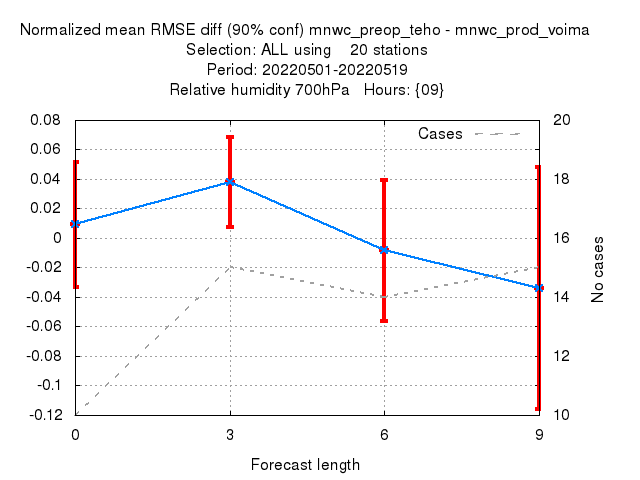 Normalized mean RMSE diff (90% conf) mnwc_preop_teho - mnwc_prod_voima
Selection: ALL using    20 stations
Period: 20220501-20220519
Relative humidity 700hPa   Hours: {09}
Cases
0.08
0.06
0.04
0.02
0
-0.02
-0.04
-0.06
-0.08
-0.1
-0.12
20
18
16
14
12
10
No cases
0 3 6 9
Forecast length